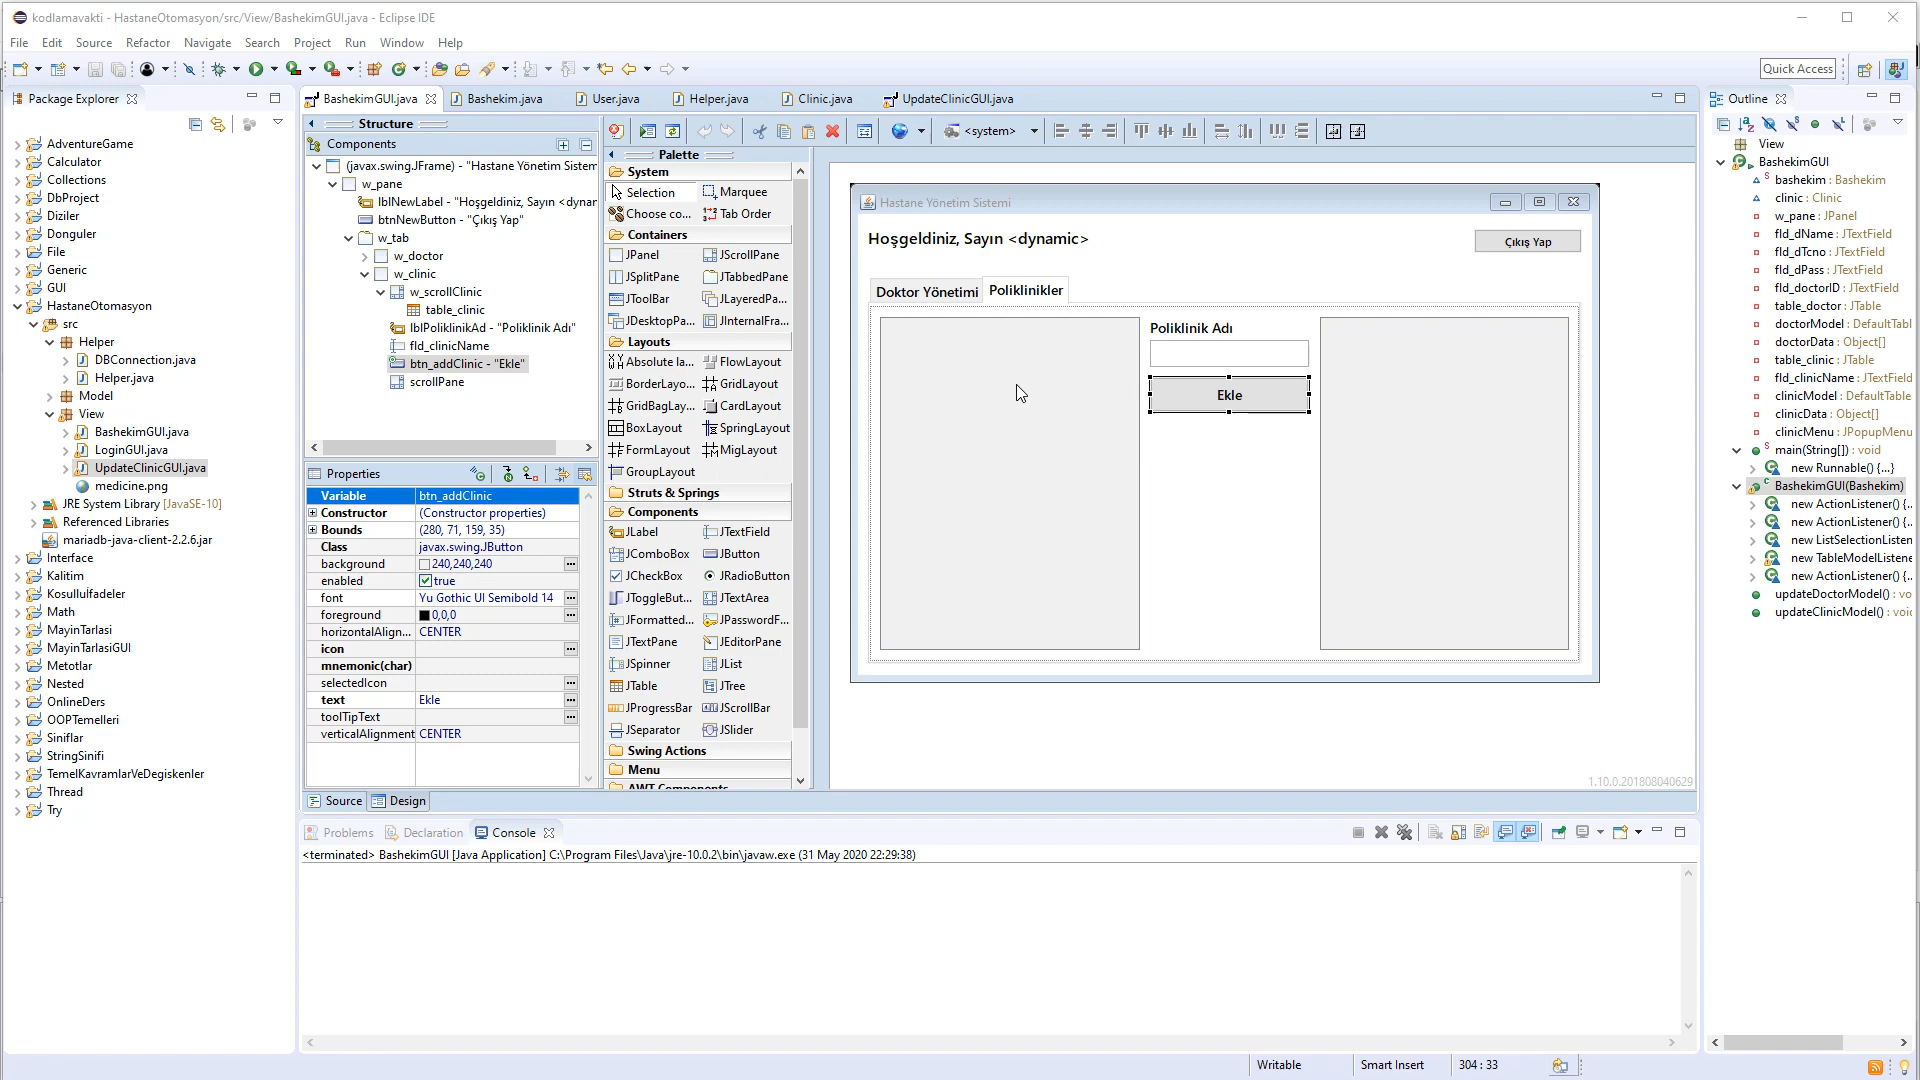 kodlamavakti - HastaneOtomasyon/src/View/BashekimGUI.java - Eclipse IDE
File Edit Source Refactor Navigate Search Project Run Window Help
Quick Access
Package Explorer
AdventureGame
Calculator
Collections
DbProject
Diziler
Donguler
File
Generic
GUI
HastaneOtomasyon
src
Helper
DBConnection.java
Helper.java
Model
View
BashekimGUI.java
LoginGUI.java
UpdateClinicGUI.java
medicine.png
JRE System Library [JavaSE-10]
Referenced Libraries
mariadb-java-client-2.2.6.jar
Interface
Kalitim
Kosullulfadeler
Math
MayinTarlasi
MayinTarlasiGUI
Metotlar
Nested
OnlineDers
OOPTemelleri
Siniflar
StringSinifi
TemelKavramlarVeDegiskenler
Thread
Try
BashekimGUI.java Bashekim.java User.java Helper.java Clinic.java UpdateClinicGUI.java
Structure
Components
(javax.swing.JFrame) - "Hastane Yönetim Sistem
w_pane
lblNewLabel - "Hoşgeldiniz, Sayın <dynar
btnNewButton - "Çıkış Yap"
w_tab
w_doctor
w_clinic
w_scrollClinic
table_clinic
lblPoliklinikAd - "Poliklinik Adı"
fld_clinicName
btn_addClinic - "Ekle"
scrollPane
Properties
Variable btn_addClinic
Constructor (Constructor properties)
Bounds (280, 71, 159, 35)
Class javax.swing.JButton
background 240,240,240
enabled true
font Yu Gothic UI Semibold 14
foreground 0,0,0
horizontalAlign... CENTER
icon
mnemonic(char)
selectedIcon
text Ekle
toolTipText
verticalAlignment CENTER
Source Design
<system>
Palette
System
Selection Marquee
Choose co... Tab Order
Containers
JPanel JScrollPane
JSplitPane JTabbedPane
JToolBar JLayeredPa...
JDesktopPa... JInternalFra...
Layouts
Absolute la... FlowLayout
BorderLayo... GridLayout
GridBagLay... CardLayout
BoxLayout SpringLayout
FormLayout MigLayout
GroupLayout
Struts & Springs
Components
JLabel JTextField
JComboBox JButton
JCheckBox JRadioButton
JToggleBut... JTextArea
JFormatted... JPasswordF...
JTextPane JEditorPane
JSpinner JList
JTable JTree
JProgressBar JScrollBar
JSeparator JSlider
Swing Actions
Menu
AWT Components
Hastane Yönetim Sistemi
Hoşgeldiniz, Sayın <dynamic>
Çıkış Yap
Doktor Yönetimi Poliklinikler
Poliklinik Adı
Ekle
1.10.0.201808040629
Problems Declaration Console
<terminated> BashekimGUI [Java Application] C:\Program Files\Java\jre-10.0.2\bin\javaw.exe (31 May 2020 22:29:38)
Outline
View
BashekimGUI
bashekim : Bashekim
clinic : Clinic
w_pane : JPanel
fld_dName : JTextField
fld_dTcno : JTextField
fld_dPass : JTextField
fld_doctorID : JTextField
table_doctor : JTable
doctorModel : DefaultTabl
doctorData : Object[]
table_clinic : JTable
fld_clinicName : JTextField
clinicModel : DefaultTable
clinicData : Object[]
clinicMenu : JPopupMenu
main(String[]) : void
new Runnable() {...}
BashekimGUI(Bashekim)
new ActionListener() {..
new ActionListener() {..
new ListSelectionListen
new TableModelListene
new ActionListener() {..
updateDoctorModel() : vo
updateClinicModel() : void
Writable Smart Insert 304 : 33